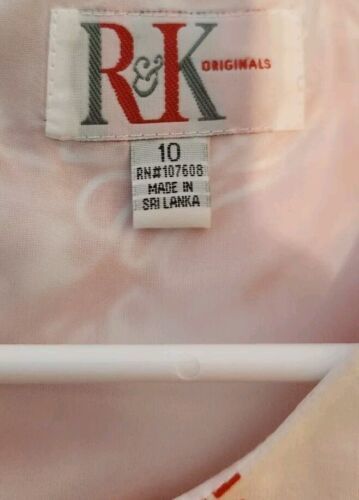 R&K ORIGINALS
10
RN#107608
MADE IN
SRI LANKA